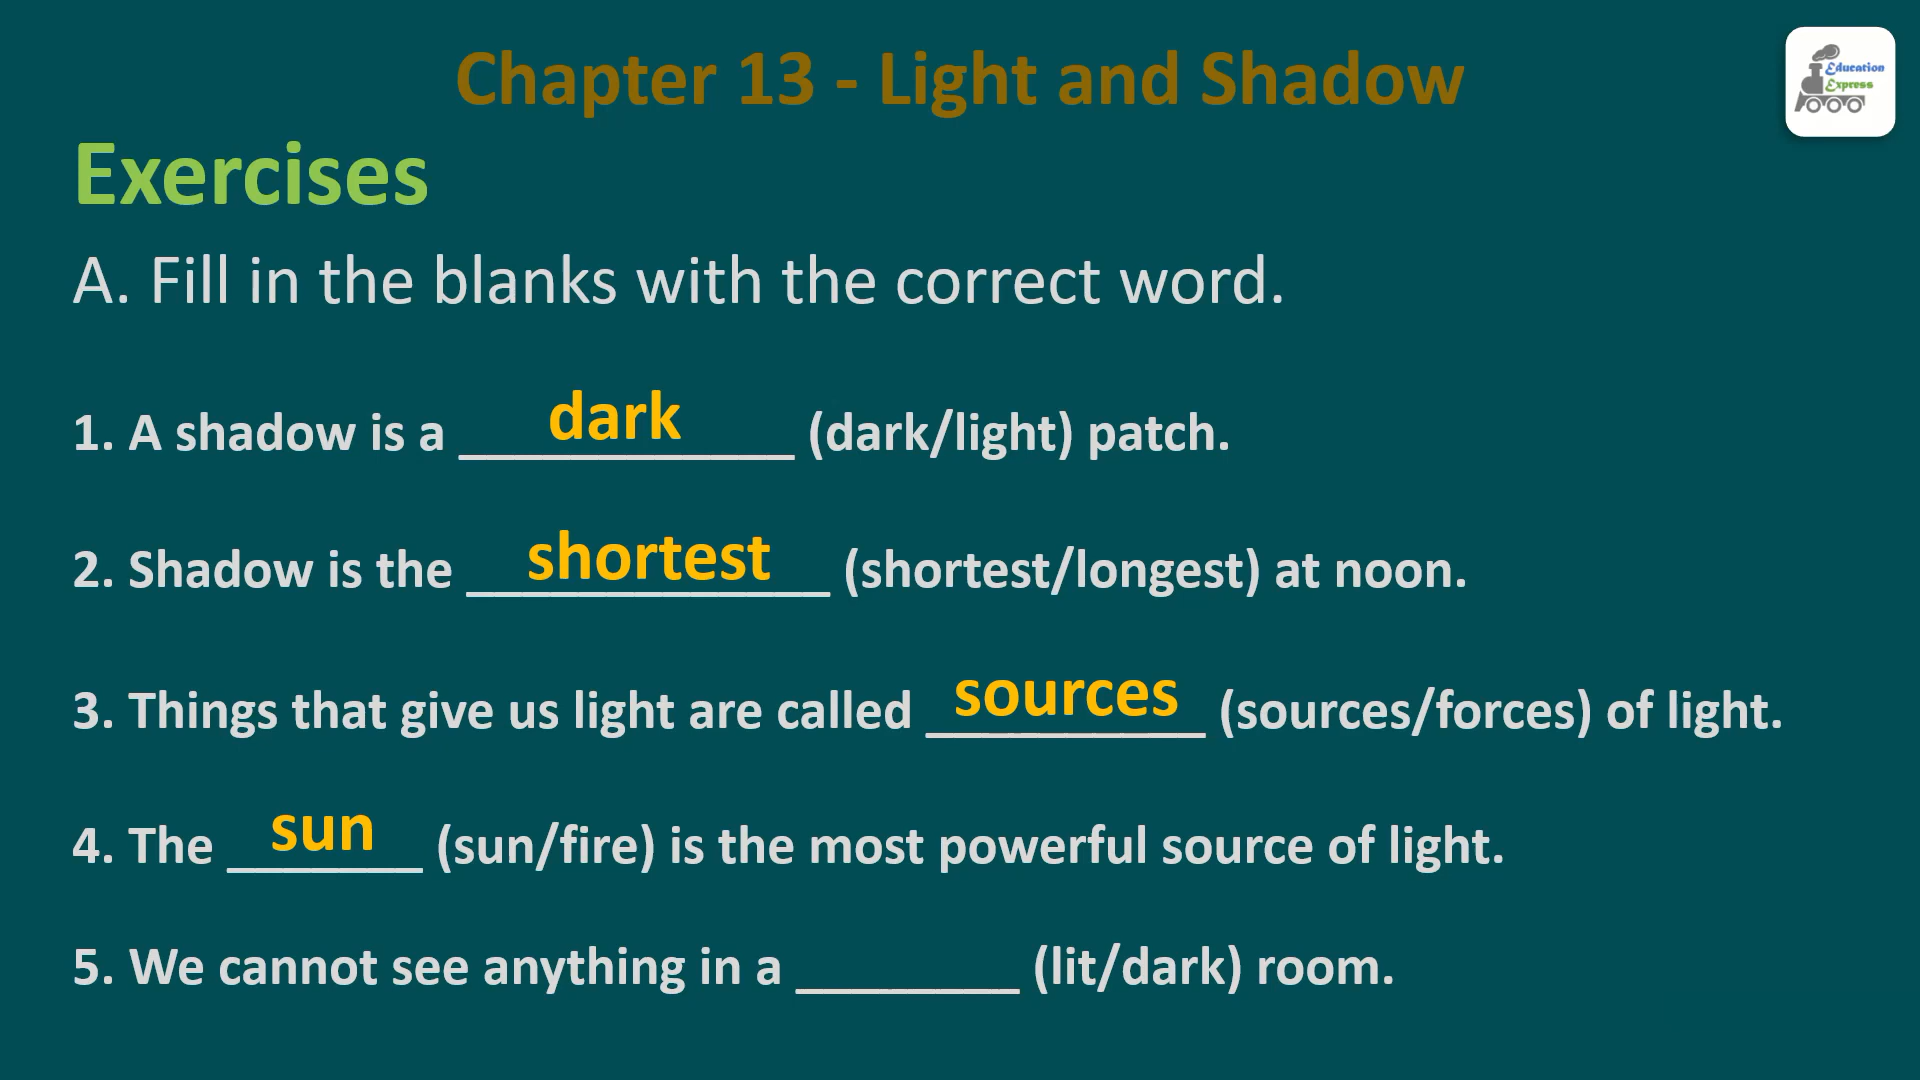 Chapter 13 - Light and Shadow
Education
Express
Exercises
A. Fill in the blanks with the correct word.
1. A shadow is a dark (dark/light) patch.
2. Shadow is the shortest (shortest/longest) at noon.
3. Things that give us light are called sources (sources/forces) of light.
4. The sun (sun/fire) is the most powerful source of light.
5. We cannot see anything in a ________ (lit/dark) room.